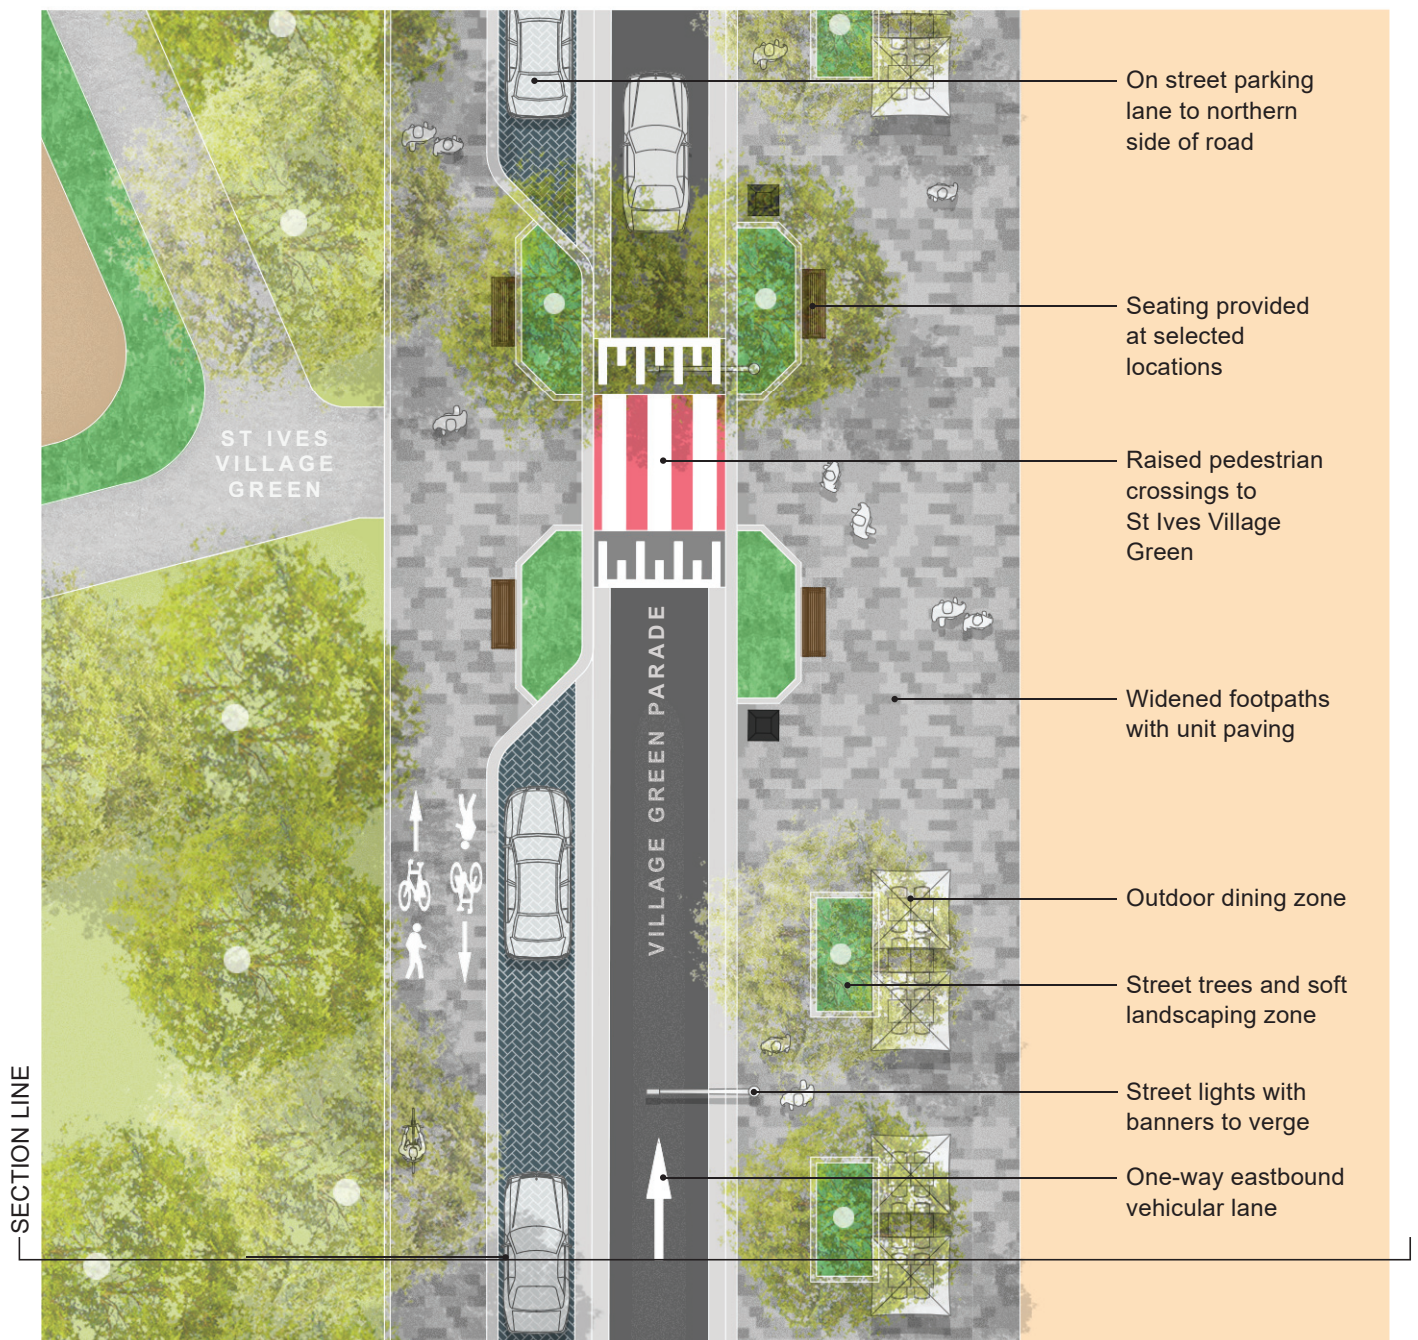 On street parking
lane to northern
side of road
Seating provided
at selected
locations
ST IVES
VILLAGE
GREEN
Raised pedestrian
crossings to
St Ives Village
Green
VILLAGE GREEN PARADE
Widened footpaths
with unit paving
Outdoor dining zone
Street trees and soft
landscaping zone
Street lights with
banners to verge
One-way eastbound
vehicular lane
SECTION LINE